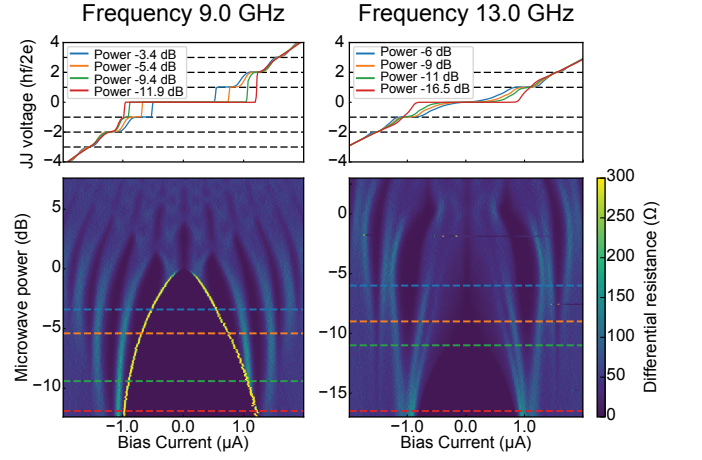 Frequency 9.0 GHz
Frequency 13.0 GHz
JJ voltage (hf/2e)
4
2
0
−2
−4
Power -3.4 dB
Power -5.4 dB
Power -9.4 dB
Power -11.9 dB
4
2
0
−2
−4
Power -6 dB
Power -9 dB
Power -11 dB
Power -16.5 dB
Microwave power (dB)
5
0
−5
−10
−1.0
0.0
1.0
Bias Current (μA)
0
−5
−10
−15
−1.0
0.0
1.0
Bias Current (μA)
300
250
200
150
100
50
0
Differential resistance (Ω)